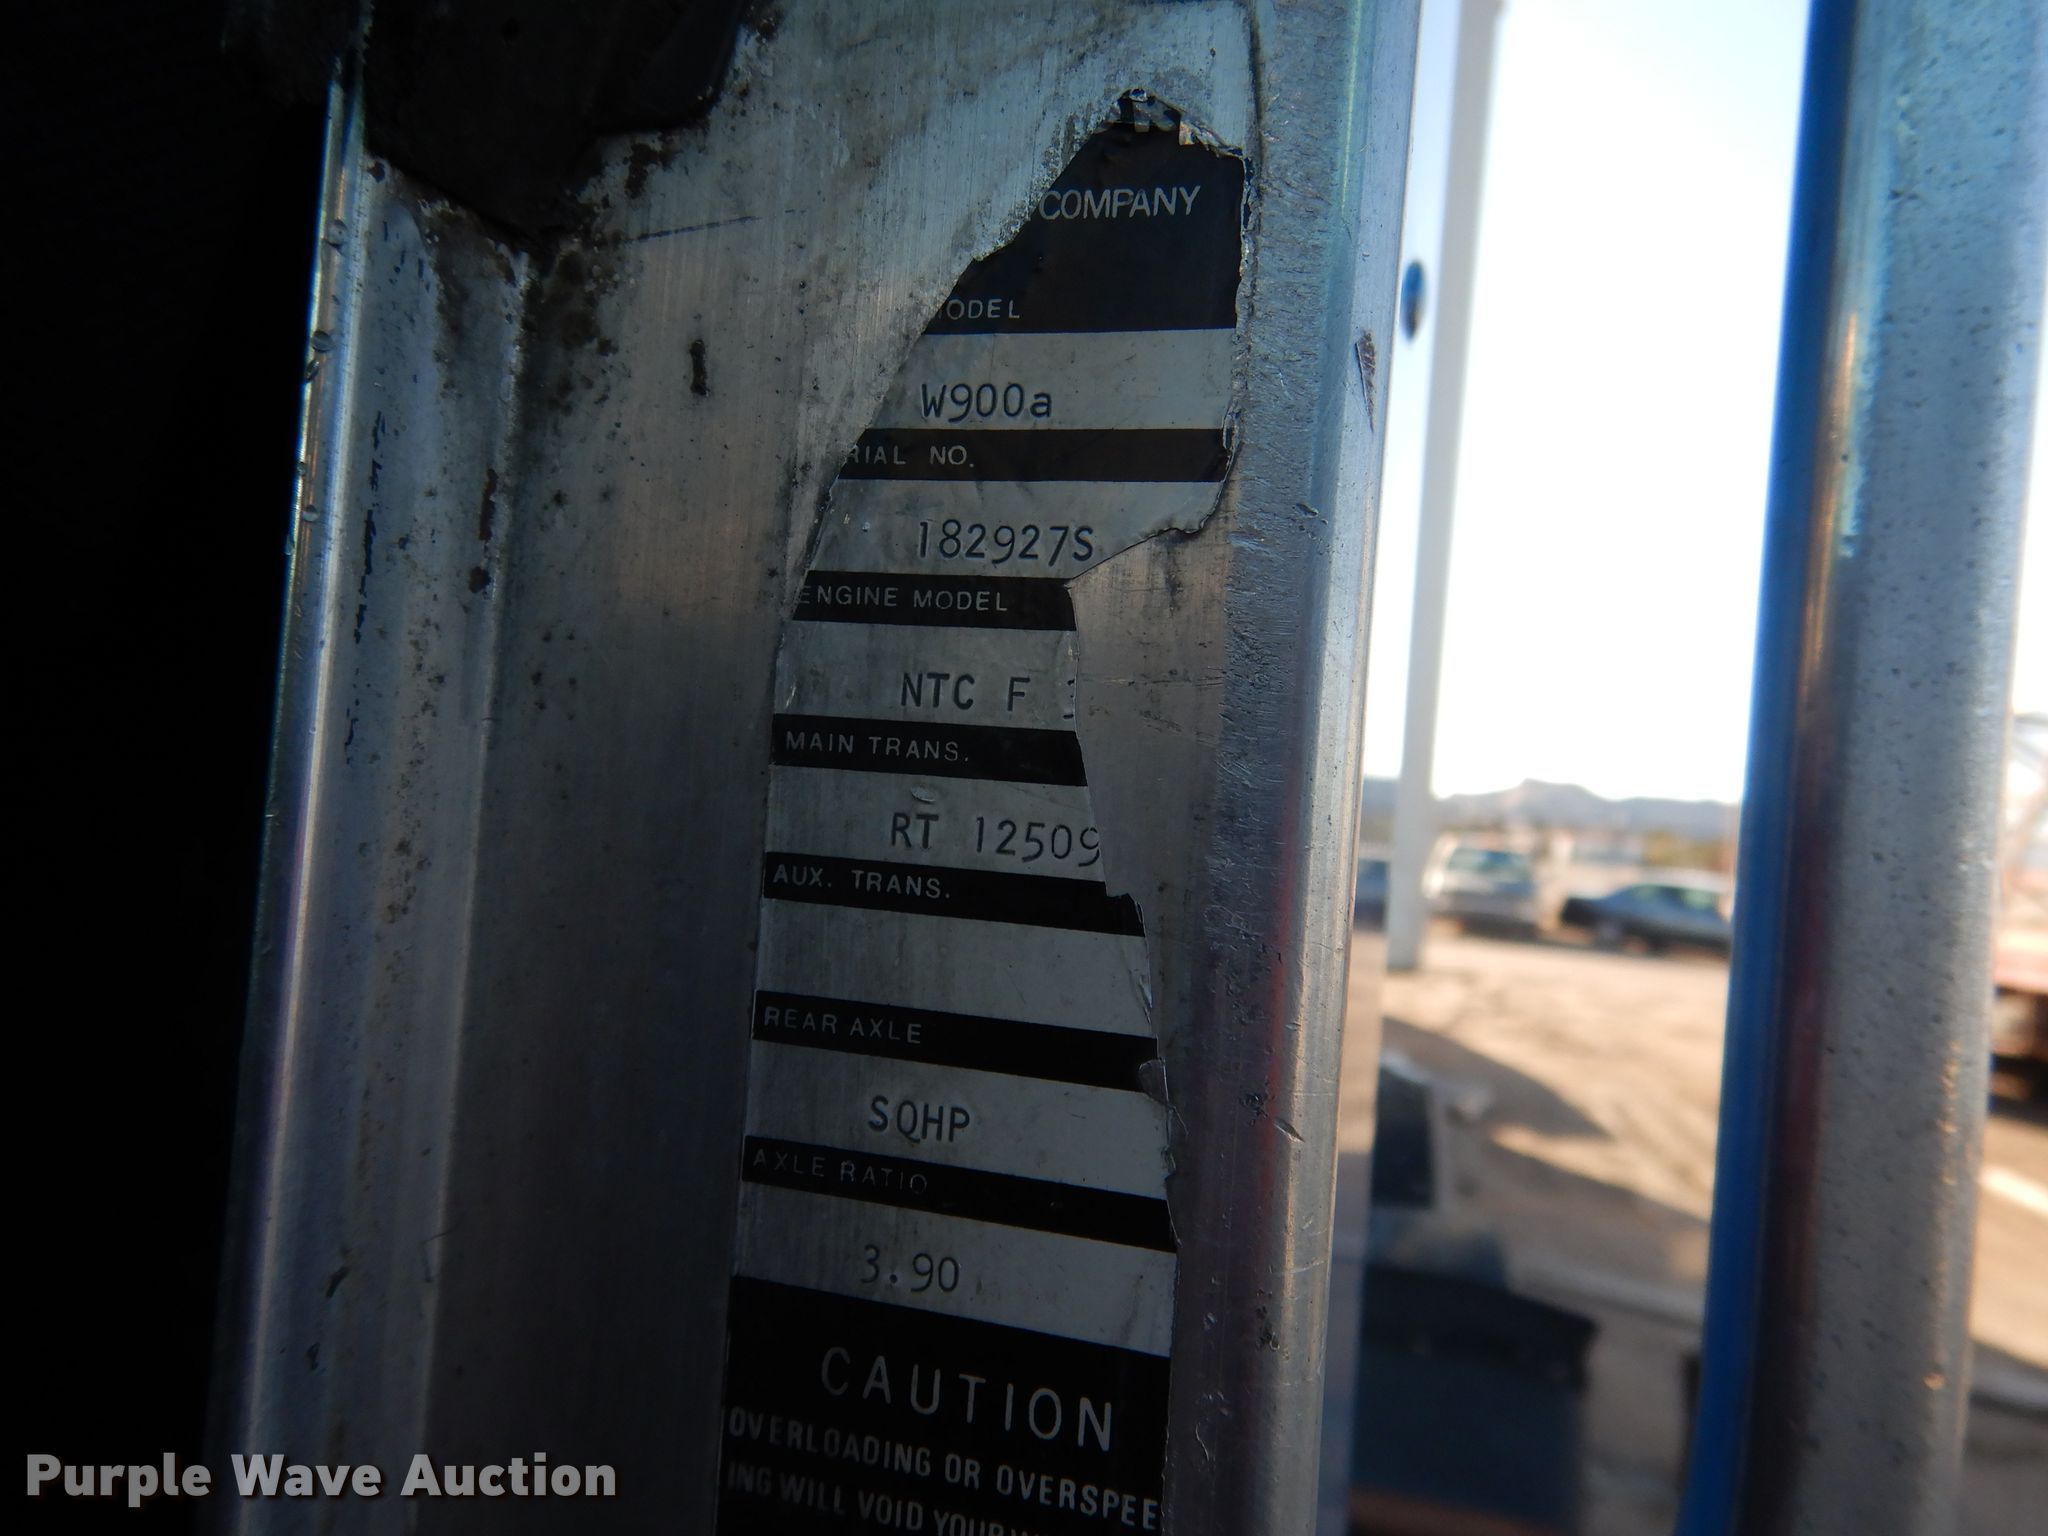 COMPANY
MODEL
W900a
RIAL NO.
182927S
ENGINE MODEL
NTC F
MAIN TRANS.
RT 12509
AUX. TRANS.
REAR AXLE
SQHP
AXLE RATIO
3.90
CAUTION
OVERLOADING OR OVERSPEE
ING WILL VOID YOUR W
Purple Wave Auction